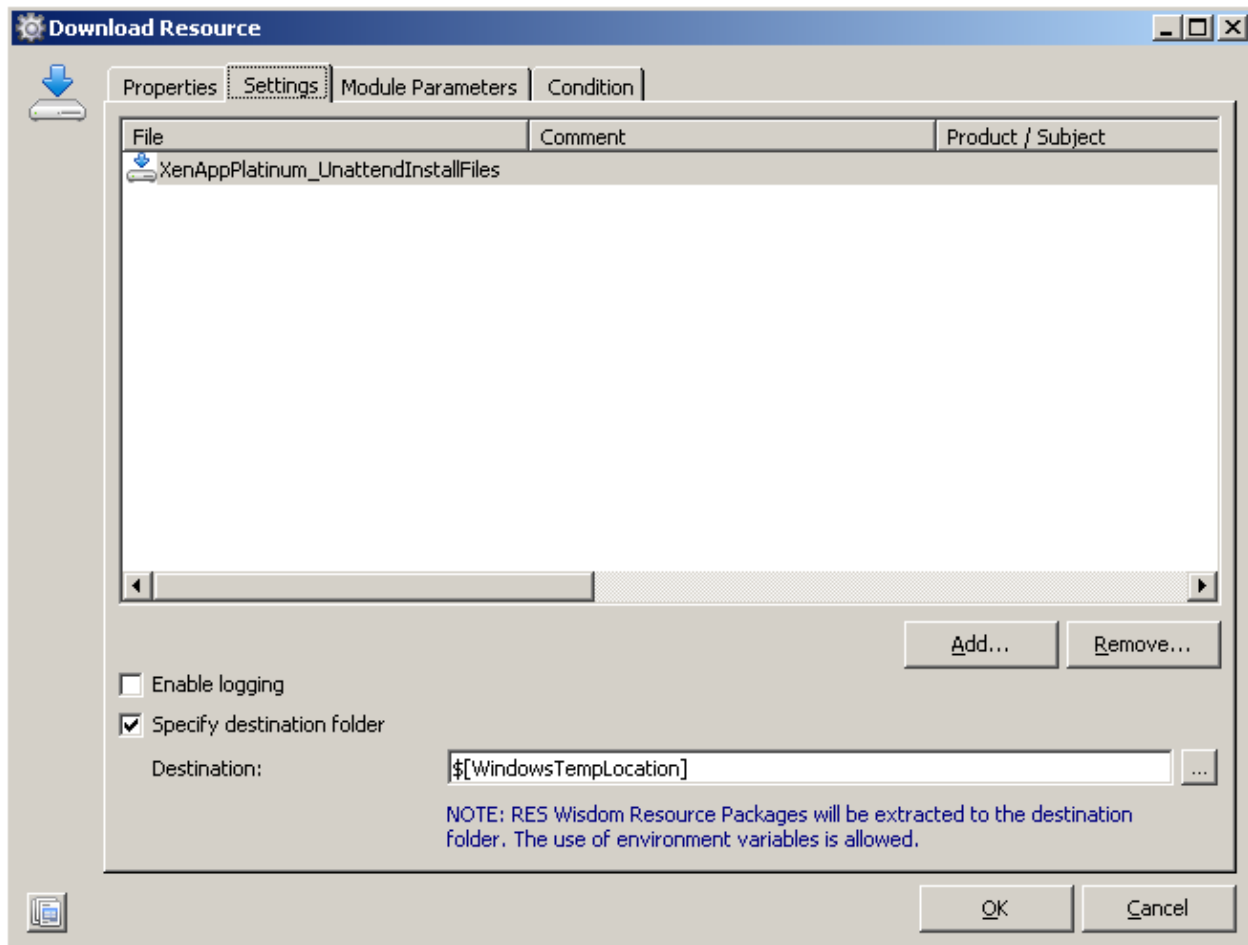 Download Resource
Properties Settings Module Parameters Condition
File Comment Product / Subject
XenAppPlatinum_UnattendInstallFiles
Add... Remove...
Enable logging
Specify destination folder
Destination: $[WindowsTempLocation] ...
NOTE: RES Wisdom Resource Packages will be extracted to the destination
folder. The use of environment variables is allowed.
OK Cancel